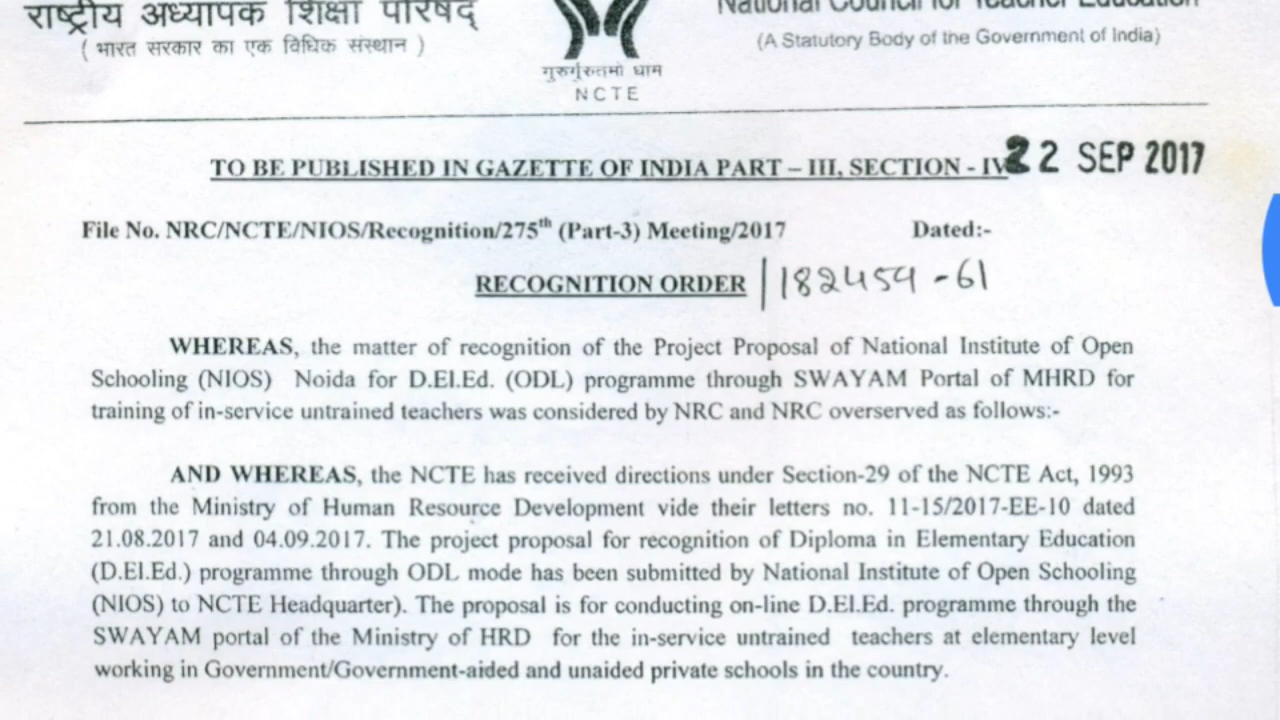 राष्ट्रीय अध्यापक शिक्षा परिषद्
( भारत सरकार का एक विधिक संस्थान )
गुरुर्गुरुतमो धाम
NCTE
National Council for Teacher Education
(A Statutory Body of the Government of India)
TO BE PUBLISHED IN GAZETTE OF INDIA PART – III, SECTION - IV
22 SEP 2017
File No. NRC/NCTE/NIOS/Recognition/275th (Part-3) Meeting/2017 Dated:-
RECOGNITION ORDER |182454-61
WHEREAS, the matter of recognition of the Project Proposal of National Institute of Open
Schooling (NIOS) Noida for D.El.Ed. (ODL) programme through SWAYAM Portal of MHRD for
training of in-service untrained teachers was considered by NRC and NRC overserved as follows:-
AND WHEREAS, the NCTE has received directions under Section-29 of the NCTE Act, 1993
from the Ministry of Human Resource Development vide their letters no. 11-15/2017-EE-10 dated
21.08.2017 and 04.09.2017. The project proposal for recognition of Diploma in Elementary Education
(D.El.Ed.) programme through ODL mode has been submitted by National Institute of Open Schooling
(NIOS) to NCTE Headquarter). The proposal is for conducting on-line D.El.Ed. programme through the
SWAYAM portal of the Ministry of HRD for the in-service untrained teachers at elementary level
working in Government/Government-aided and unaided private schools in the country.